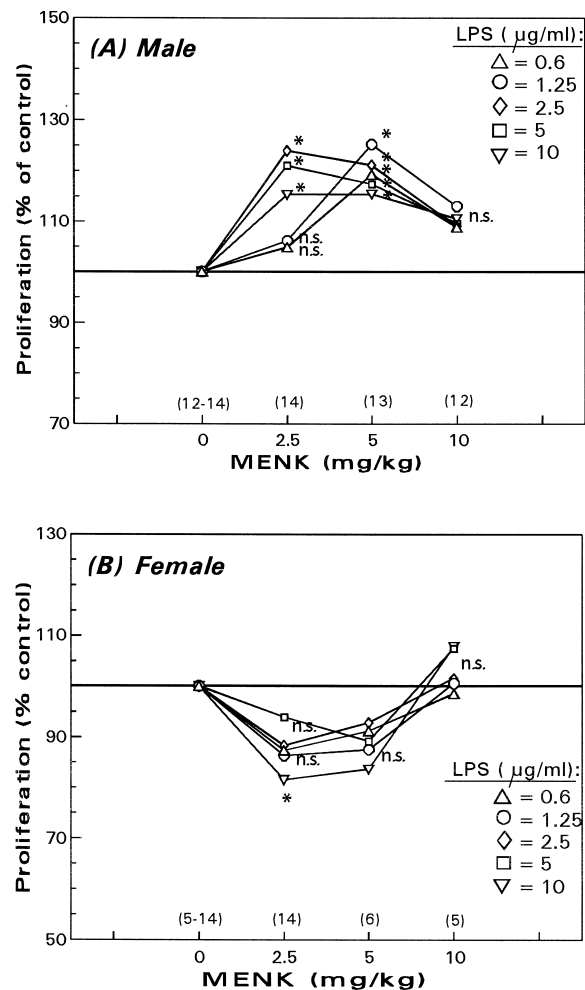 150
(A) Male
LPS ( μg/ml):
△ = 0.6
○ = 1.25
◇ = 2.5
□ = 5
▽ = 10
130
*
*
*
*
*
*
*
*
n.s.
n.s.
n.s.
110
90
70
Proliferation (% of control)
(12-14) (14) (13) (12)
0 2.5 5 10
MENK (mg/kg)
130
(B) Female
110
90
70
50
Proliferation (% control)
n.s.
n.s.
n.s.
n.s.
*
LPS ( μg/ml):
△ = 0.6
○ = 1.25
◇ = 2.5
□ = 5
▽ = 10
(5-14) (14) (6) (5)
0 2.5 5 10
MENK (mg/kg)